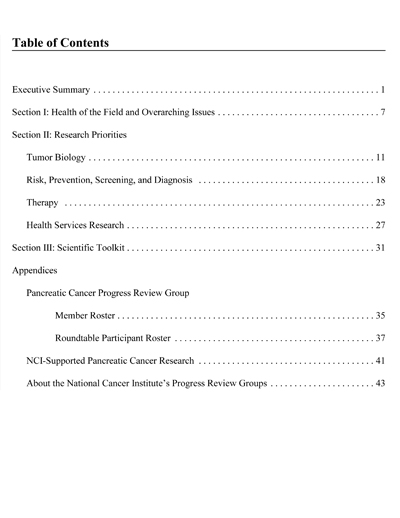 Table of Contents
Executive Summary . . . . . . . . . . . . . . . . . . . . . . . . . . . . . . . . . . . . . . . . . . . . . . . . . . . . . . . . . . . . . 1
Section I: Health of the Field and Overarching Issues . . . . . . . . . . . . . . . . . . . . . . . . . . . . . . . . . . . 7
Section II: Research Priorities
Tumor Biology . . . . . . . . . . . . . . . . . . . . . . . . . . . . . . . . . . . . . . . . . . . . . . . . . . . . . . . . . . . . . 11
Risk, Prevention, Screening, and Diagnosis . . . . . . . . . . . . . . . . . . . . . . . . . . . . . . . . . . . . . . 18
Therapy . . . . . . . . . . . . . . . . . . . . . . . . . . . . . . . . . . . . . . . . . . . . . . . . . . . . . . . . . . . . . . . . . . 23
Health Services Research . . . . . . . . . . . . . . . . . . . . . . . . . . . . . . . . . . . . . . . . . . . . . . . . . . . . . 27
Section III: Scientific Toolkit . . . . . . . . . . . . . . . . . . . . . . . . . . . . . . . . . . . . . . . . . . . . . . . . . . . . . 31
Appendices
Pancreatic Cancer Progress Review Group
Member Roster . . . . . . . . . . . . . . . . . . . . . . . . . . . . . . . . . . . . . . . . . . . . . . . . . . . . . . . 35
Roundtable Participant Roster . . . . . . . . . . . . . . . . . . . . . . . . . . . . . . . . . . . . . . . . . . . 37
NCI-Supported Pancreatic Cancer Research . . . . . . . . . . . . . . . . . . . . . . . . . . . . . . . . . . . . . . 41
About the National Cancer Institute’s Progress Review Groups . . . . . . . . . . . . . . . . . . . . . . 43